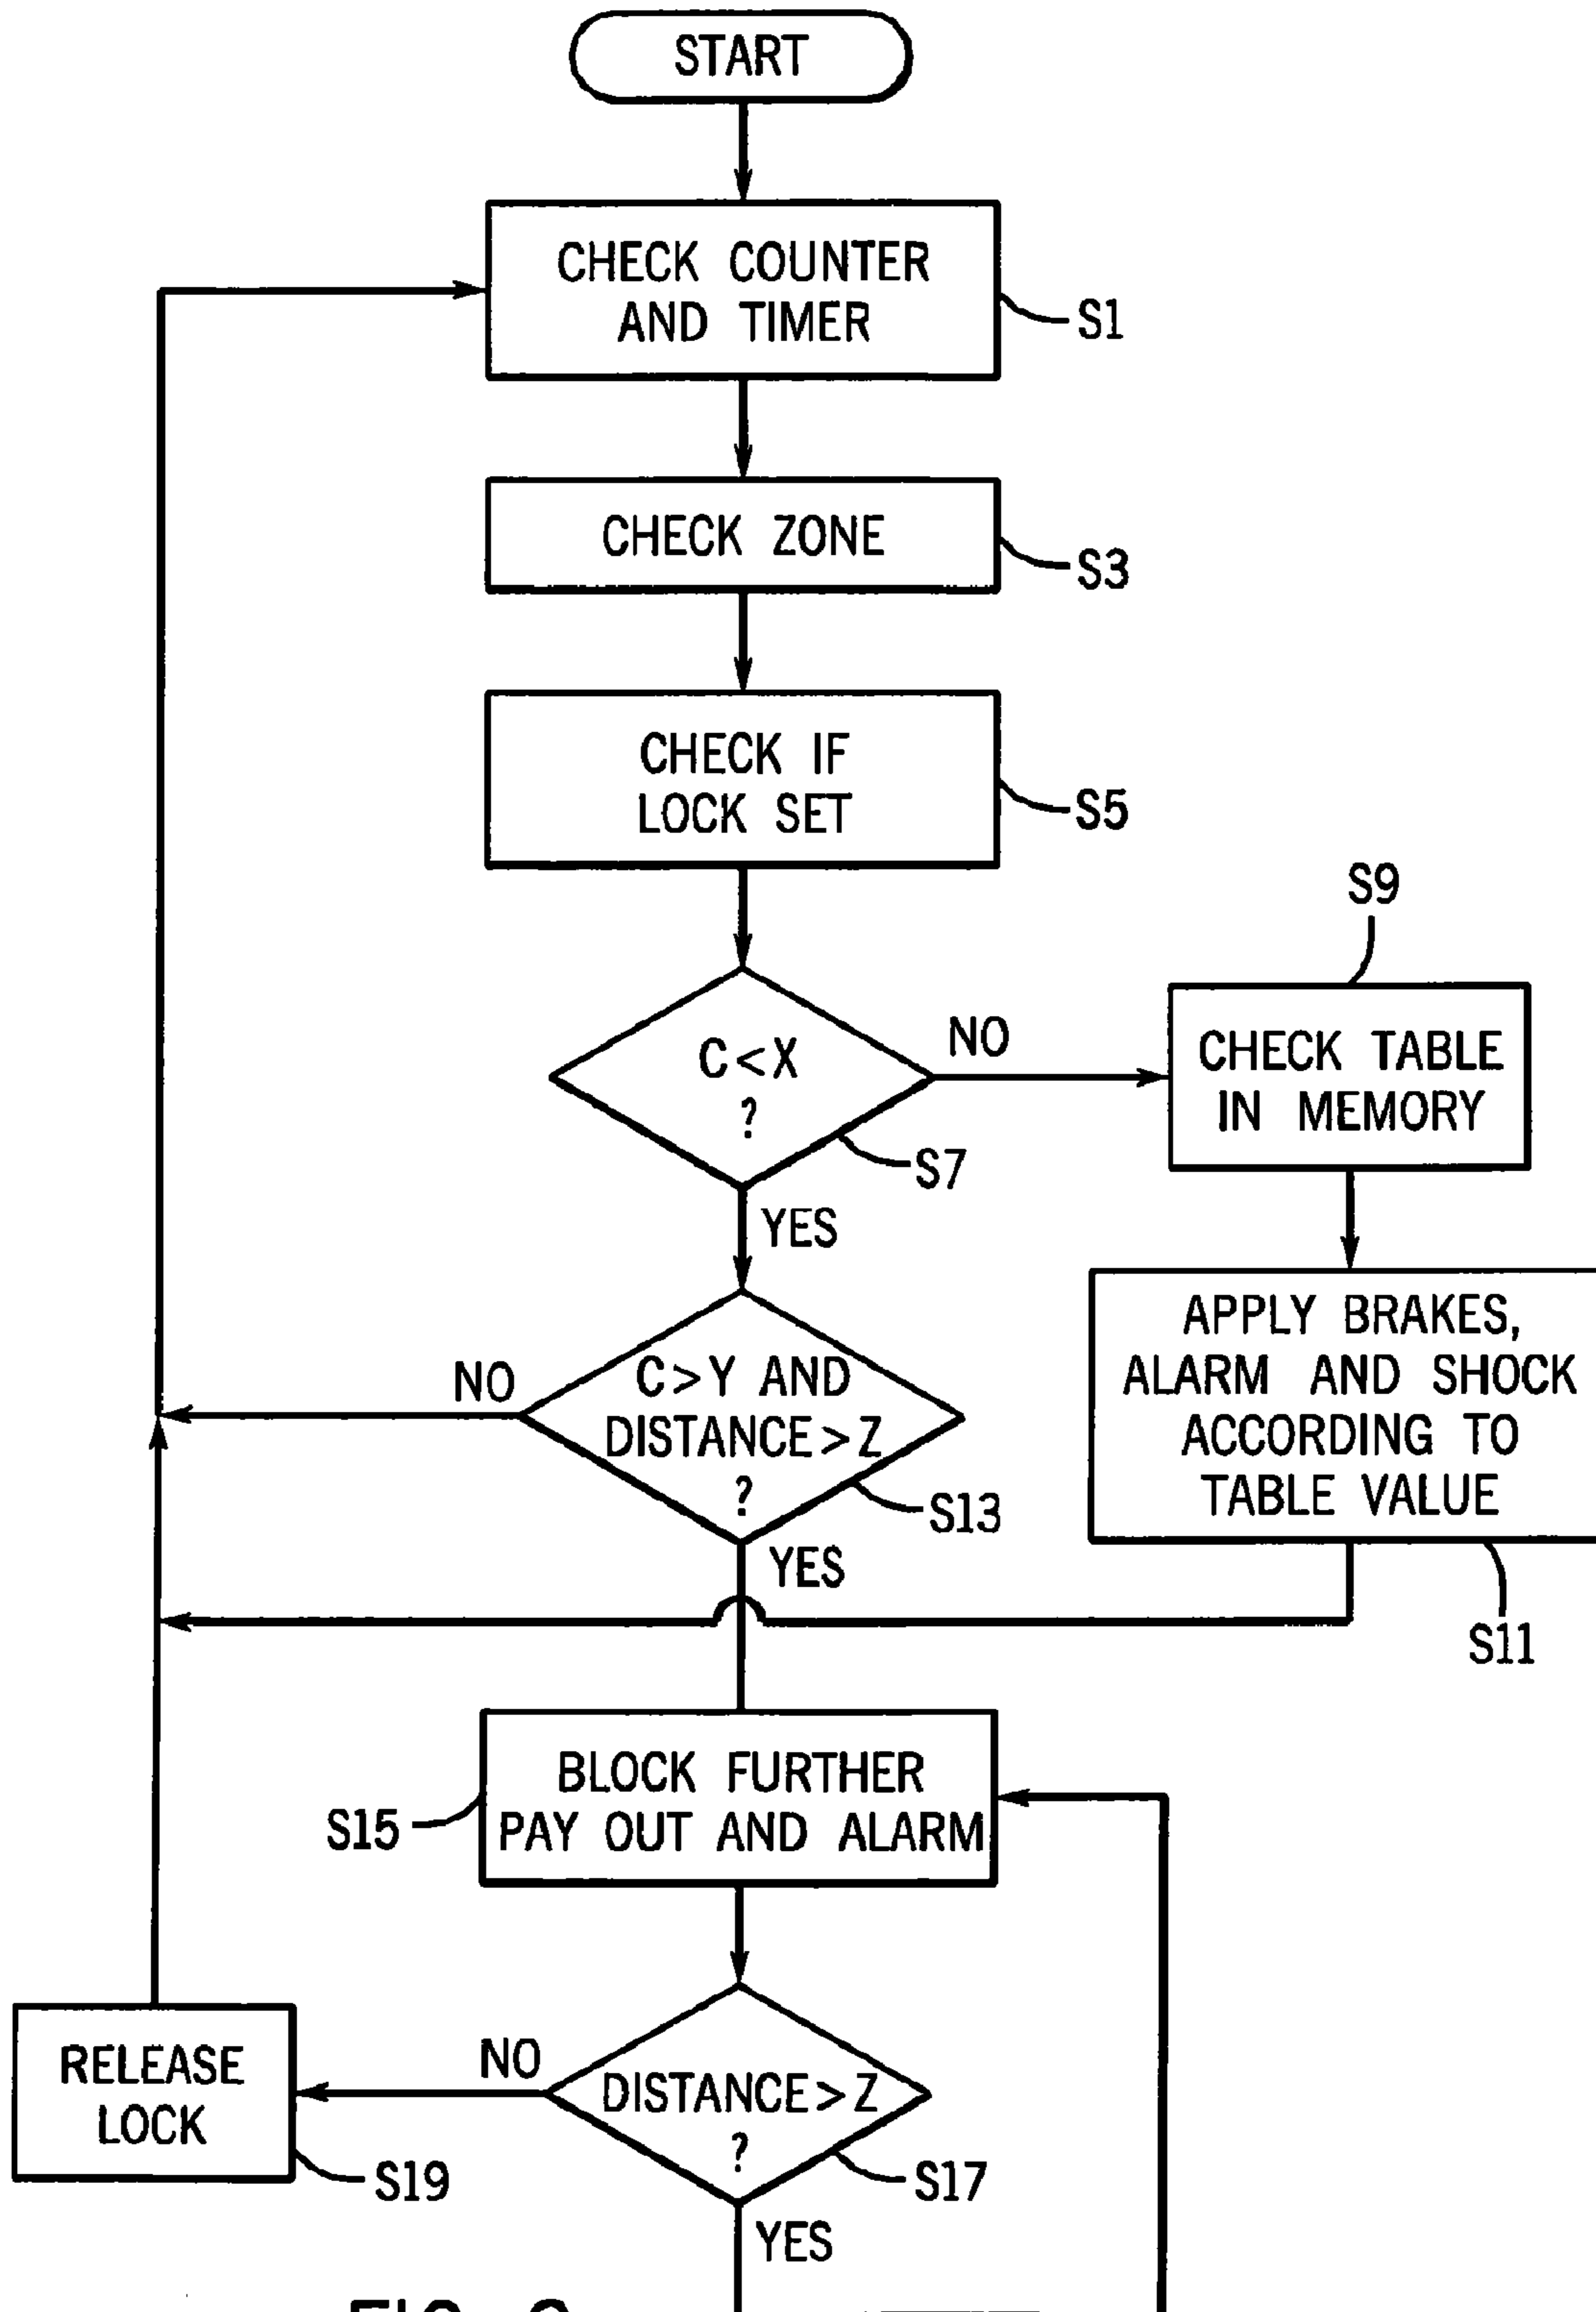 START
CHECK COUNTER
AND TIMER
S1
CHECK ZONE
S3
CHECK IF
LOCK SET
S5
S9
C<X
?
NO
S7
CHECK TABLE
IN MEMORY
YES
APPLY BRAKES,
ALARM AND SHOCK
ACCORDING TO
TABLE VALUE
S11
C>Y AND
DISTANCE>Z
?
NO
S13
YES
BLOCK FURTHER
PAY OUT AND ALARM
S15
DISTANCE>Z
?
NO
S17
RELEASE
LOCK
S19
YES